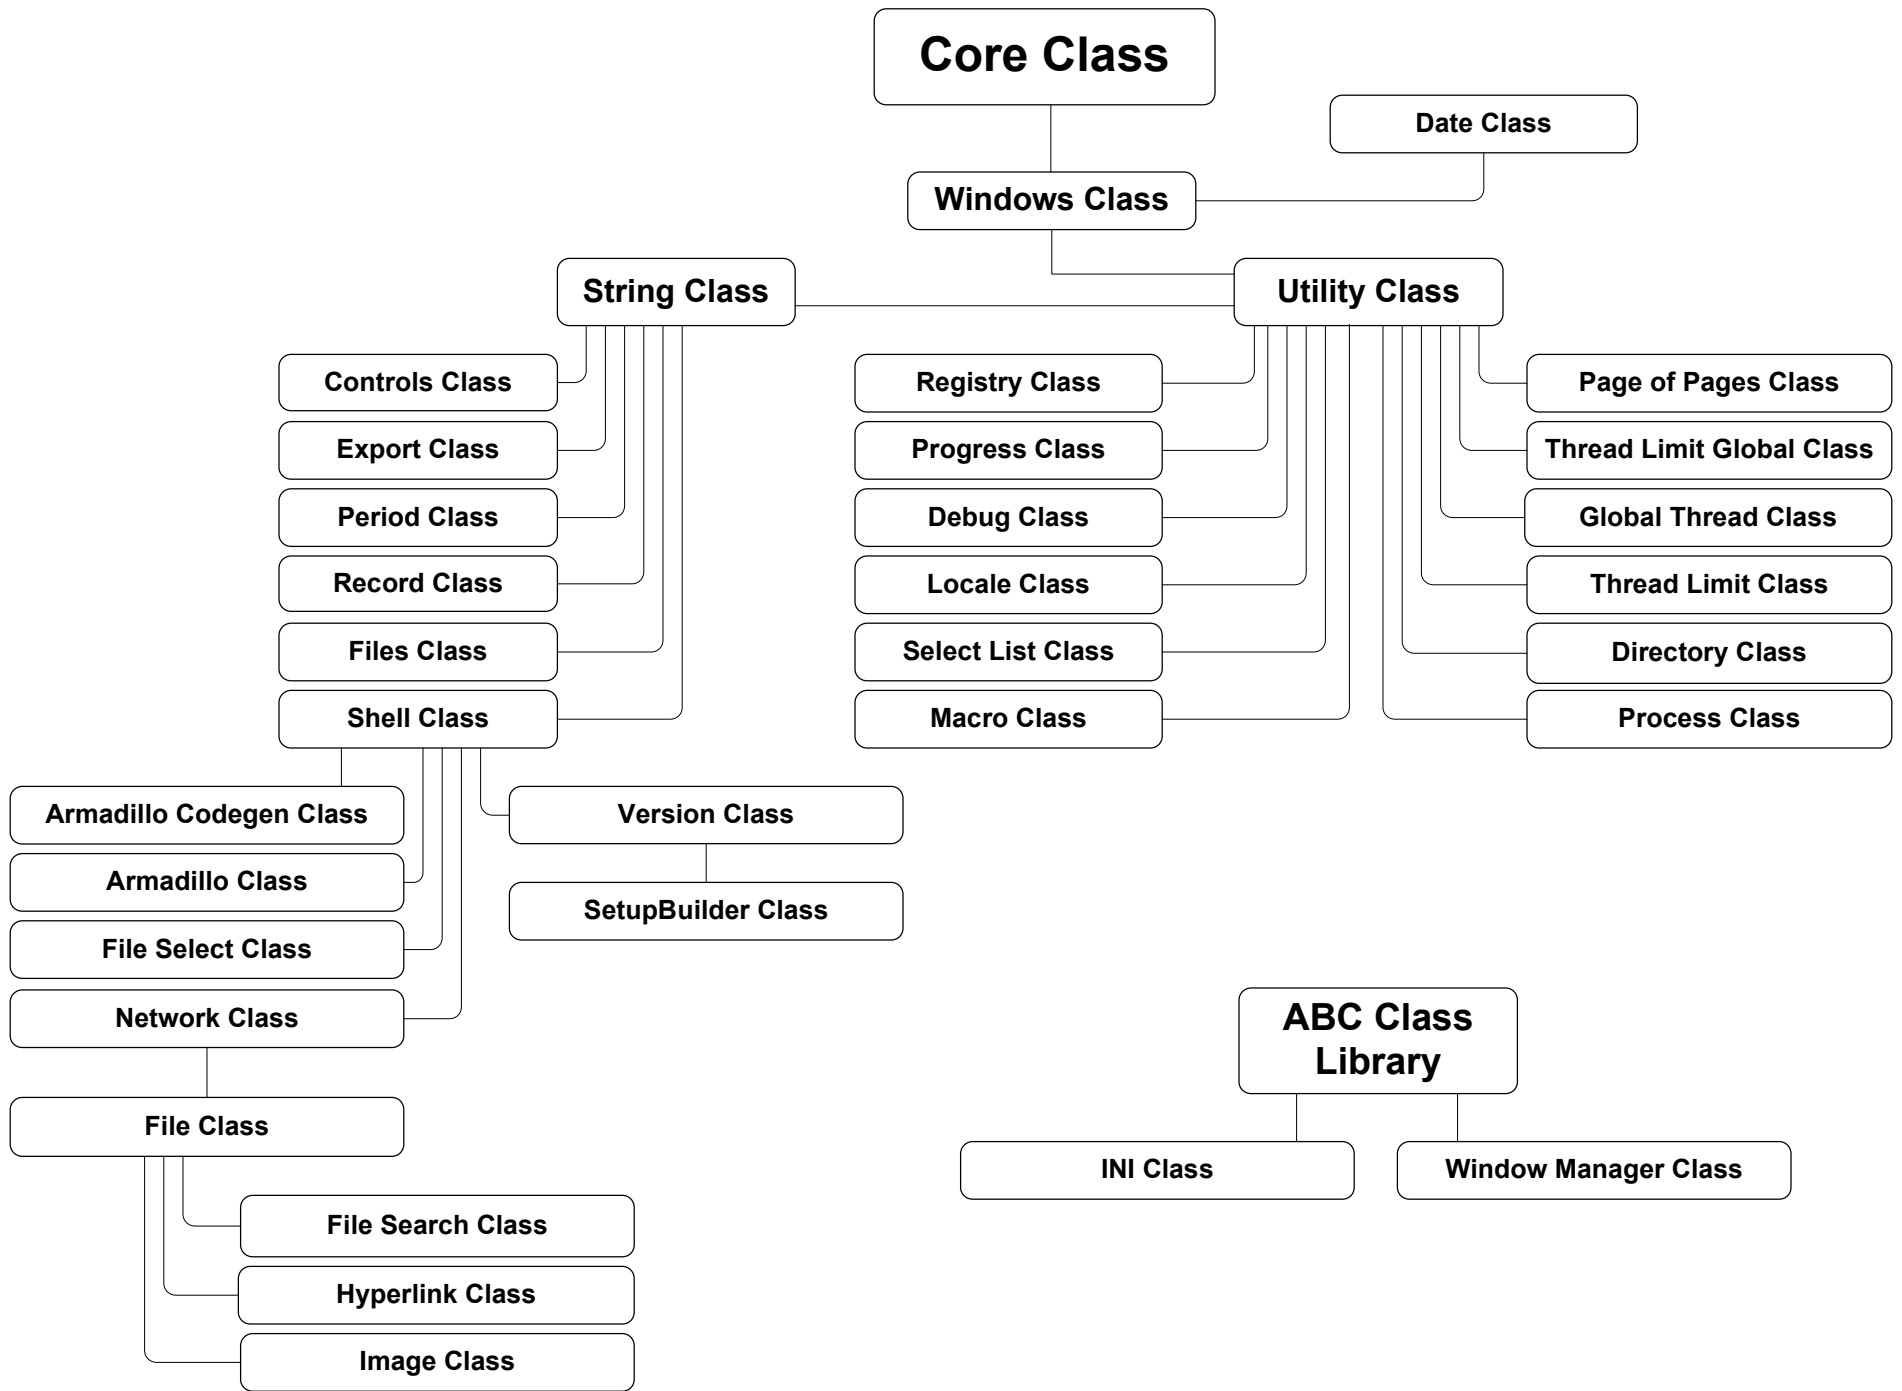 Core Class
Date Class
Windows Class
String Class
Utility Class
Controls Class
Export Class
Period Class
Record Class
Files Class
Shell Class
Registry Class
Progress Class
Debug Class
Locale Class
Select List Class
Macro Class
Page of Pages Class
Thread Limit Global Class
Global Thread Class
Thread Limit Class
Directory Class
Process Class
Armadillo Codegen Class
Armadillo Class
File Select Class
Network Class
Version Class
SetupBuilder Class
File Class
File Search Class
Hyperlink Class
Image Class
ABC Class
Library
INI Class
Window Manager Class